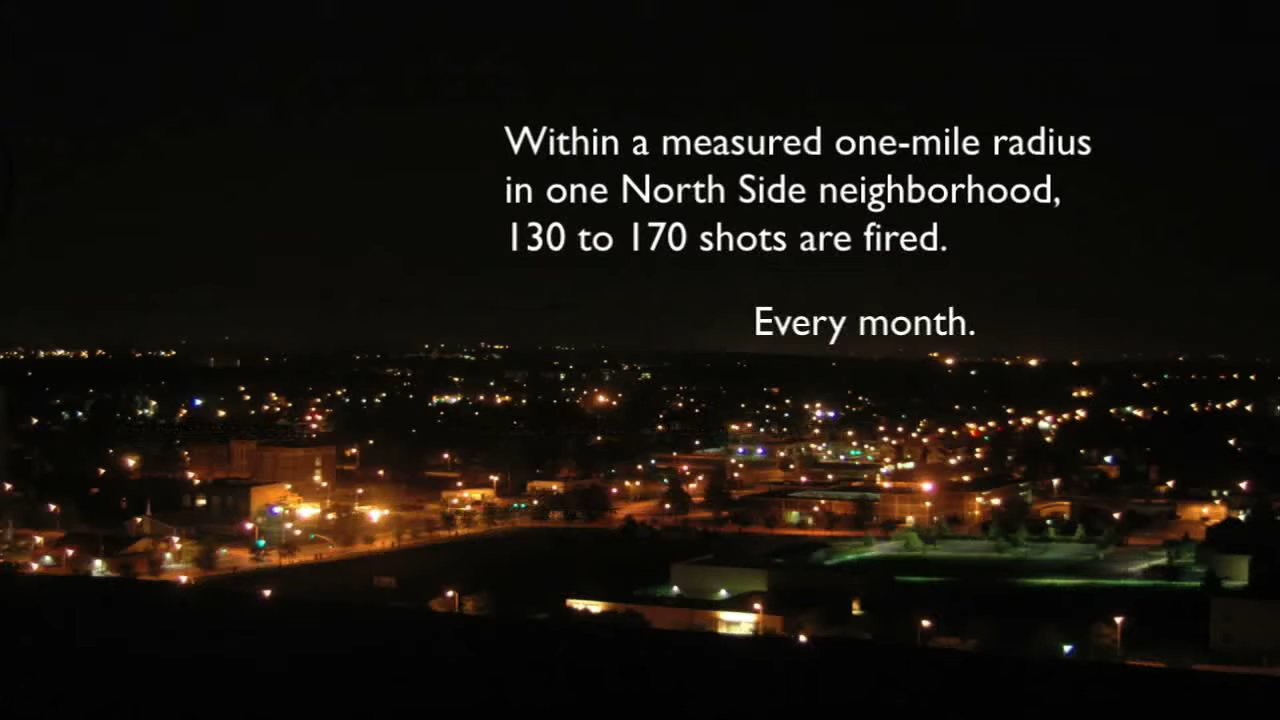 Within a measured one-mile radius
in one North Side neighborhood,
130 to 170 shots are fired.
Every month.